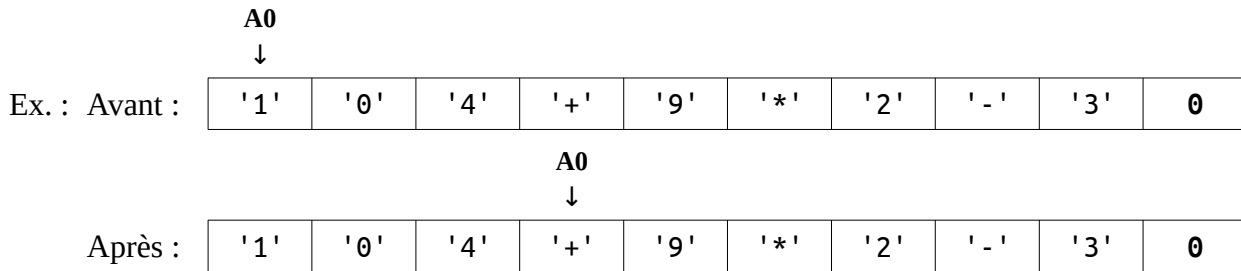 A0
↓
Ex. : Avant : '1' '0' '4' '+' '9' '*' '2' '-' '3' 0
A0
↓
Après : '1' '0' '4' '+' '9' '*' '2' '-' '3' 0